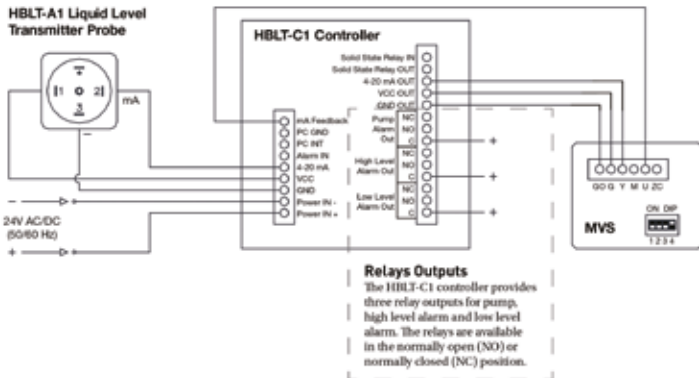 HBLT-A1 Liquid Level
Transmitter Probe
HBLT-C1 Controller
1 2
3
mA
–
Solid State Relay IN
Solid State Relay OUT
4-20 mA OUT
VCC OUT
GND OUT
Pump
Alarm
Out
NC
NO
C
+
High Level
Alarm Out
NC
NO
C
+
Low Level
Alarm Out
NC
NO
C
+
mA Feedback
PC GND
PC INT
Alarm IN
4-20 mA
VCC
GND
Power IN -
Power IN +
–
24V AC/DC
(50/60 Hz)
+
GO G Y M U ZC
MVS
ON DIP
1 2 3 4
Relays Outputs
The HBLT-C1 controller provides
three relay outputs for pump,
high level alarm and low level
alarm. The relays are available
in the normally open (NO) or
normally closed (NC) position.